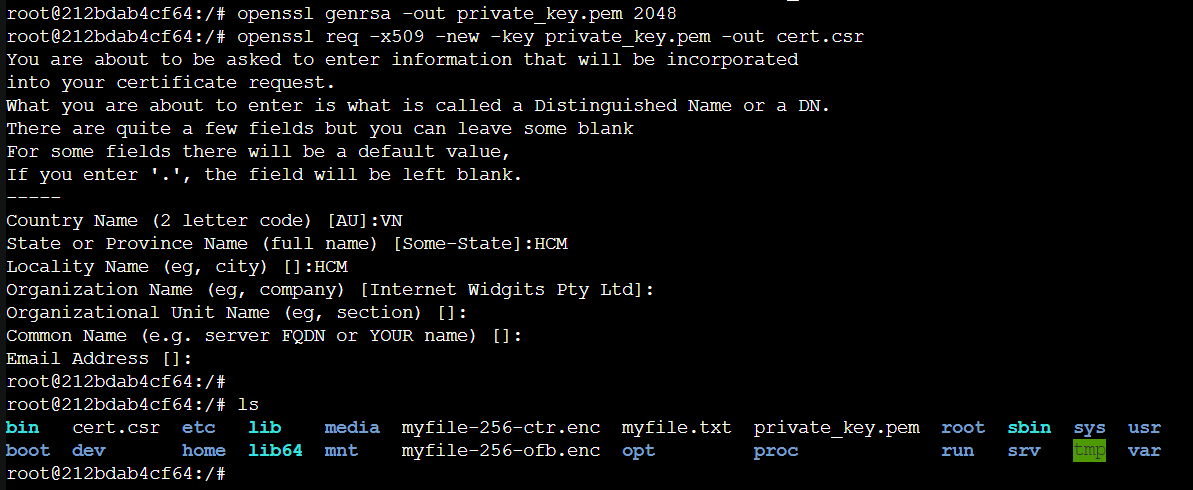 root@212bdab4cf64:/# openssl genrsa -out private_key.pem 2048
root@212bdab4cf64:/# openssl req -x509 -new -key private_key.pem -out cert.csr
You are about to be asked to enter information that will be incorporated
into your certificate request.
What you are about to enter is what is called a Distinguished Name or a DN.
There are quite a few fields but you can leave some blank
For some fields there will be a default value,
If you enter '.', the field will be left blank.
-----
Country Name (2 letter code) [AU]:VN
State or Province Name (full name) [Some-State]:HCM
Locality Name (eg, city) []:HCM
Organization Name (eg, company) [Internet Widgits Pty Ltd]:
Organizational Unit Name (eg, section) []:
Common Name (e.g. server FQDN or YOUR name) []:
Email Address []:
root@212bdab4cf64:/#
root@212bdab4cf64:/# ls
bin   cert.csr  etc   lib    media  myfile-256-ctr.enc  myfile.txt  private_key.pem  root  sbin  sys  usr
boot  dev       home  lib64  mnt    myfile-256-ofb.enc  opt         proc             run   srv   tmp  var
root@212bdab4cf64:/#